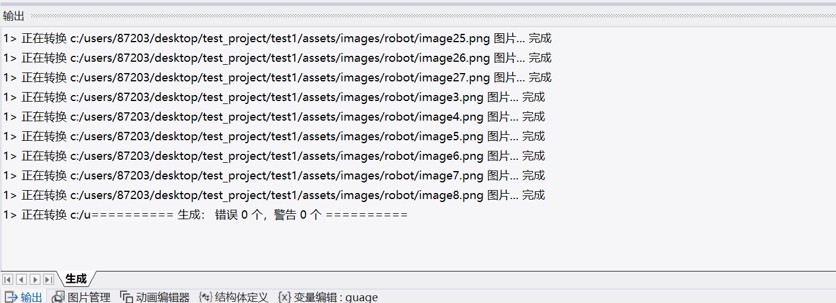 输出
1> 正在转换 c:/users/87203/desktop/test_project/test1/assets/images/robot/image25.png 图片... 完成
1> 正在转换 c:/users/87203/desktop/test_project/test1/assets/images/robot/image26.png 图片... 完成
1> 正在转换 c:/users/87203/desktop/test_project/test1/assets/images/robot/image27.png 图片... 完成
1> 正在转换 c:/users/87203/desktop/test_project/test1/assets/images/robot/image3.png 图片... 完成
1> 正在转换 c:/users/87203/desktop/test_project/test1/assets/images/robot/image4.png 图片... 完成
1> 正在转换 c:/users/87203/desktop/test_project/test1/assets/images/robot/image5.png 图片... 完成
1> 正在转换 c:/users/87203/desktop/test_project/test1/assets/images/robot/image6.png 图片... 完成
1> 正在转换 c:/users/87203/desktop/test_project/test1/assets/images/robot/image7.png 图片... 完成
1> 正在转换 c:/users/87203/desktop/test_project/test1/assets/images/robot/image8.png 图片... 完成
1> 正在转换 c:/u========== 生成： 错误 0 个，警告 0 个 ==========
生成
输出 图片管理 动画编辑器 结构体定义 {x} 变量编辑 : guage